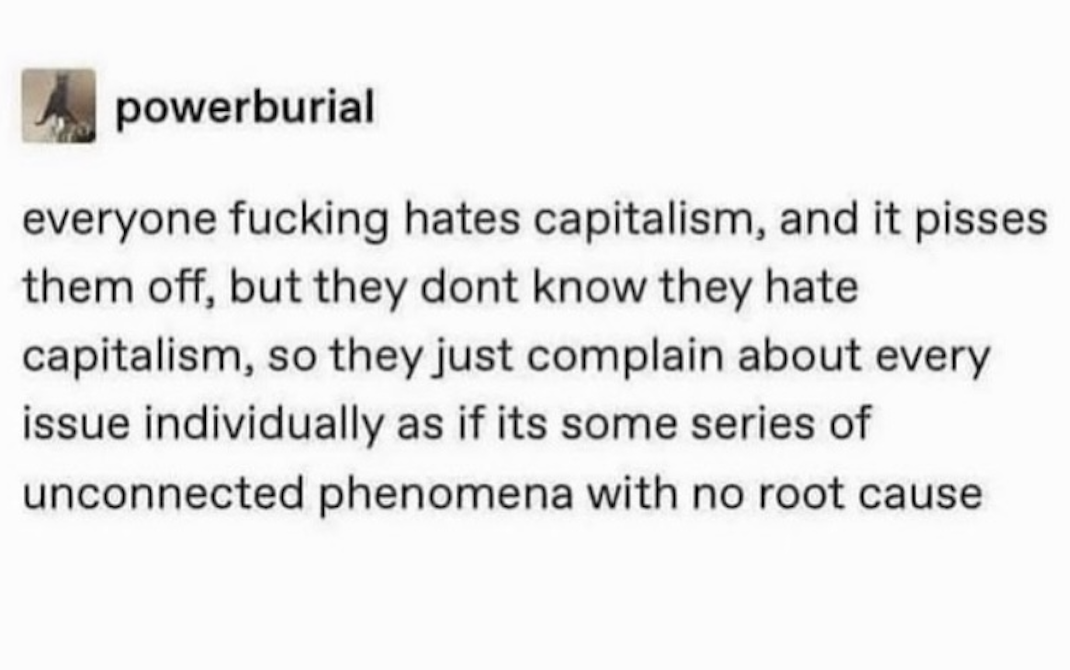 powerburial
everyone fucking hates capitalism, and it pisses
them off, but they dont know they hate
capitalism, so they just complain about every
issue individually as if its some series of
unconnected phenomena with no root cause